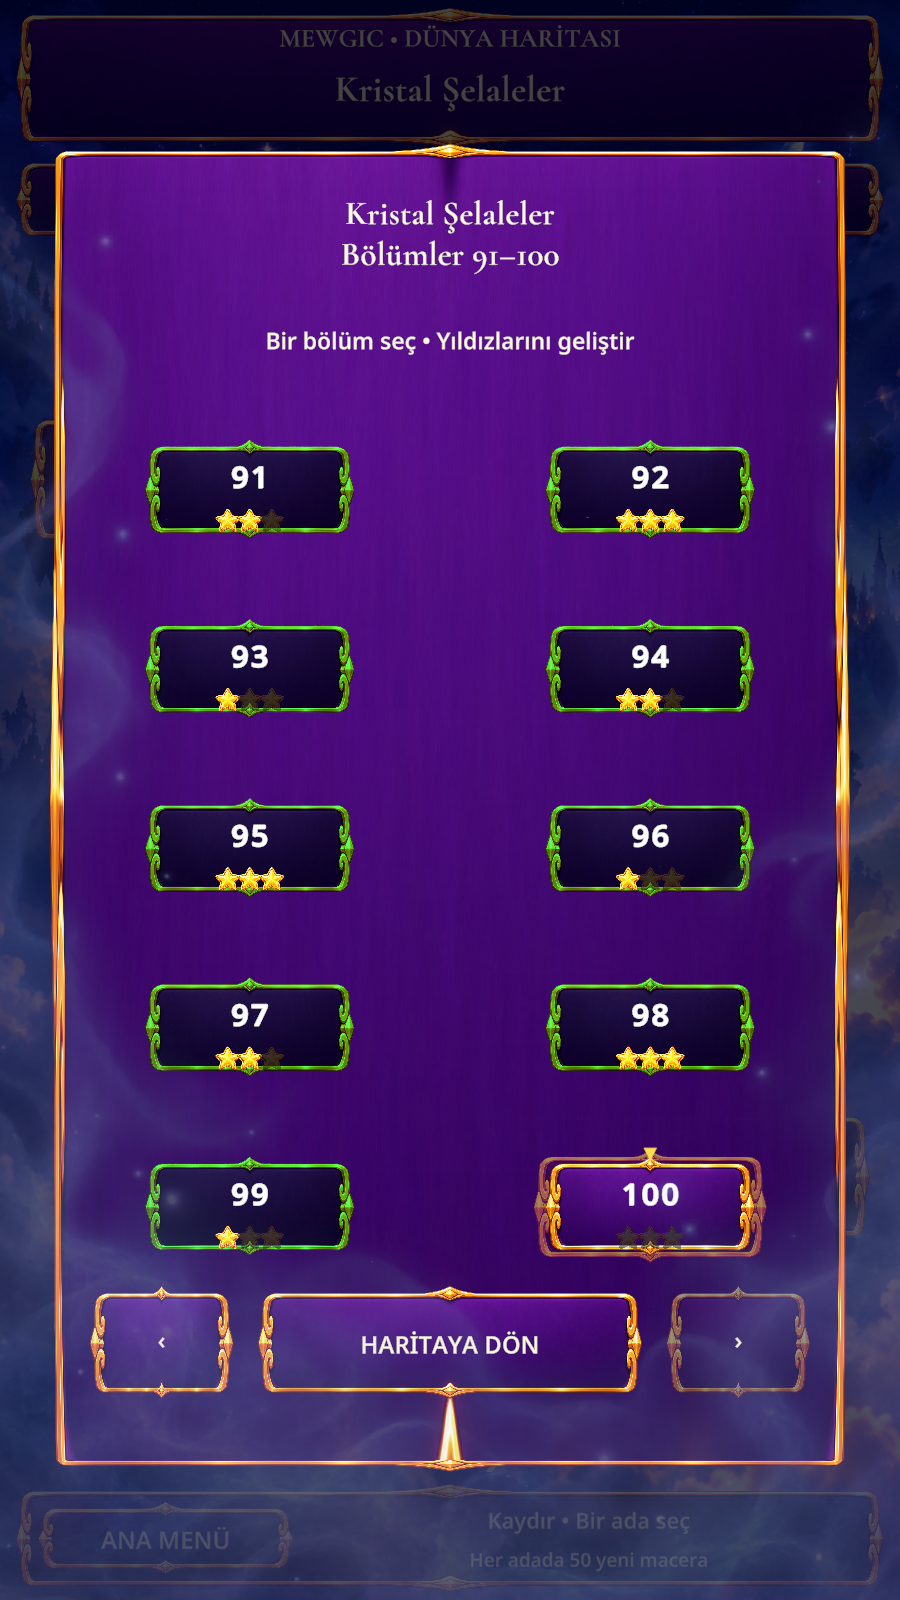 MEWGIC • DÜNYA HARİTASI
Kristal Şelaleler
Kristal Şelaleler
Bölümler 91–100
Bir bölüm seç • Yıldızlarını geliştir
91
92
93
94
95
96
97
98
99
100
‹
HARİTAYA DÖN
›
ANA MENÜ
Kaydır • Bir ada seç
Her adada 50 yeni macera